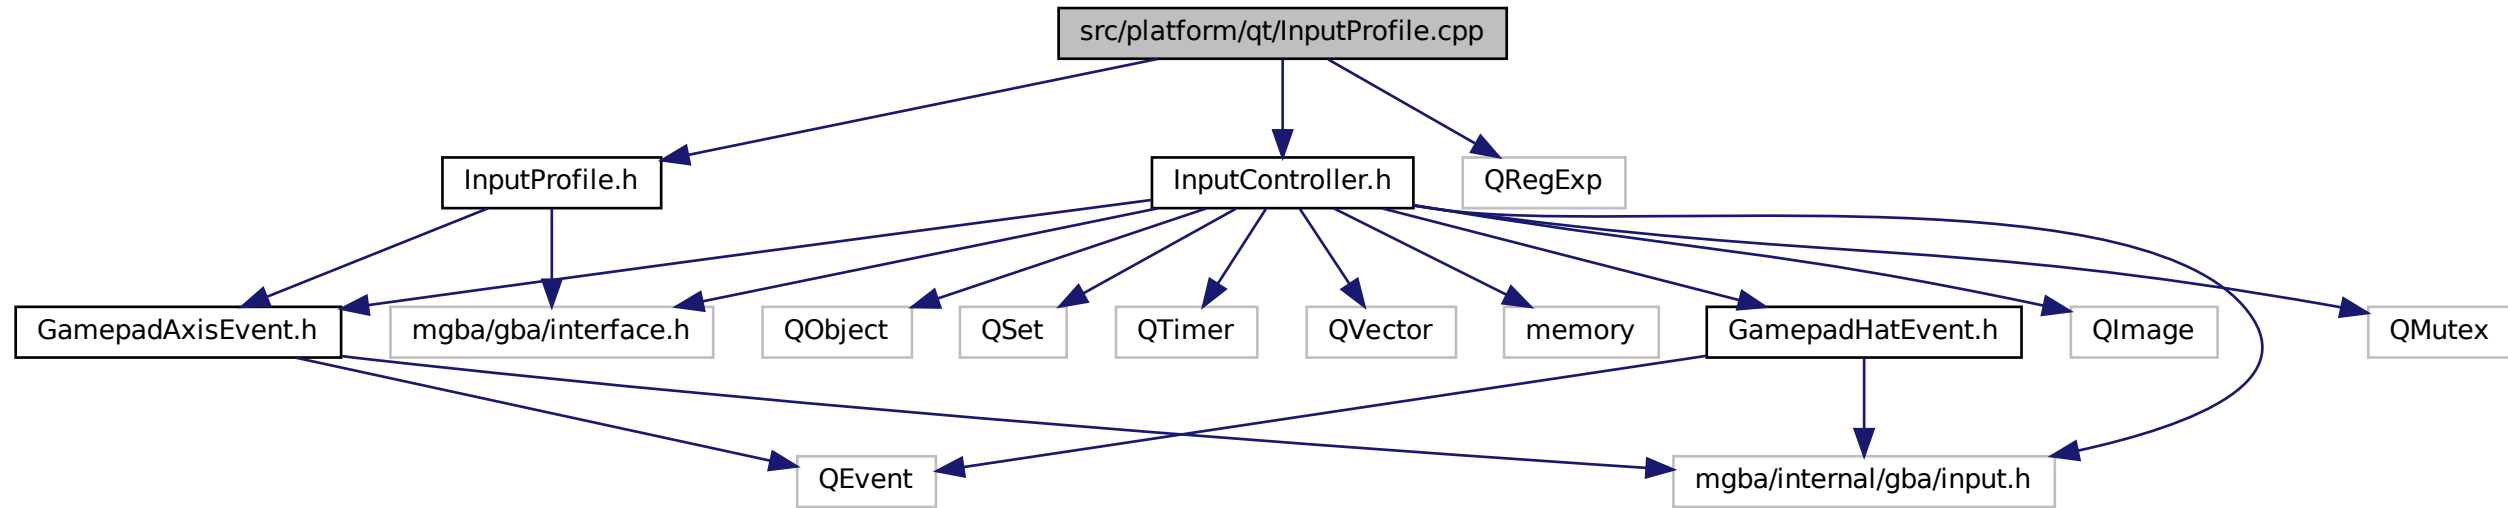 src/platform/qt/InputProfile.cpp
InputProfile.h
InputController.h
QRegExp
GamepadAxisEvent.h
mgba/gba/interface.h
QObject
QSet
QTimer
QVector
memory
GamepadHatEvent.h
QImage
QMutex
QEvent
mgba/internal/gba/input.h